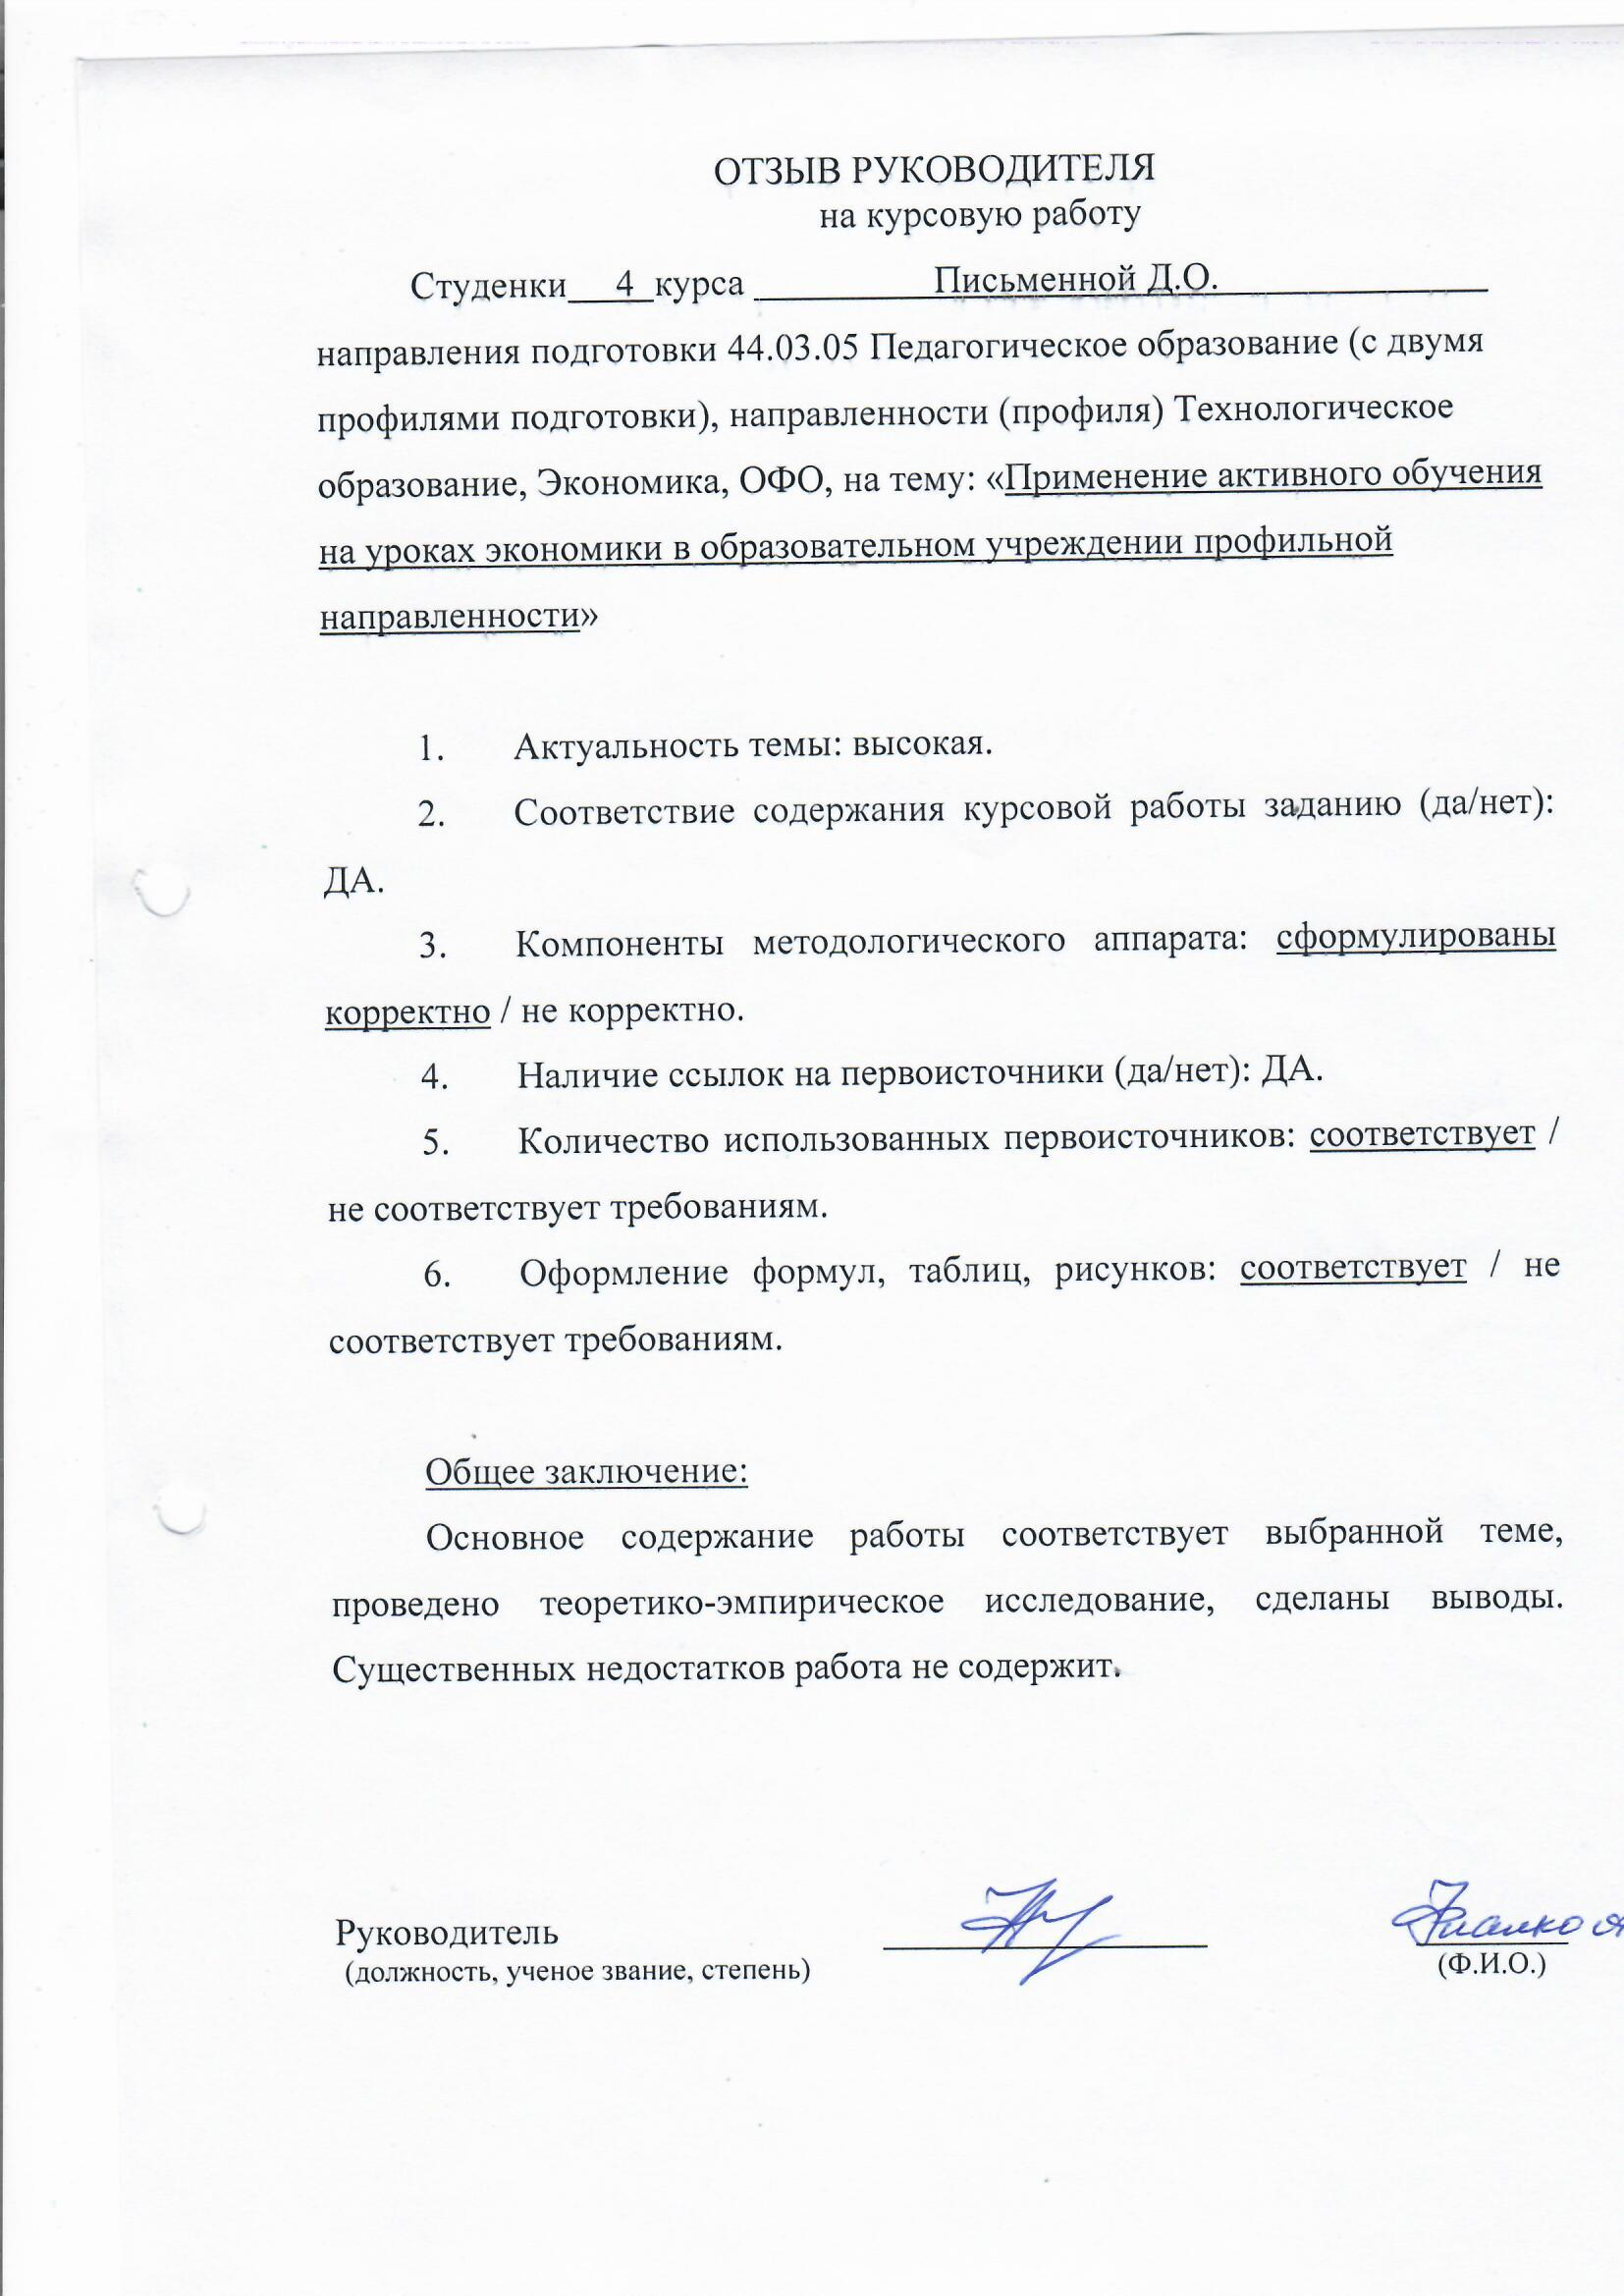 ОТЗЫВ РУКОВОДИТЕЛЯ
на курсовую работу
Студенки 4 курса Письменной Д.О.
направления подготовки 44.03.05 Педагогическое образование (с двумя
профилями подготовки), направленности (профиля) Технологическое
образование, Экономика, ОФО, на тему: «Применение активного обучения
на уроках экономики в образовательном учреждении профильной
направленности»
1. Актуальность темы: высокая.
2. Соответствие содержания курсовой работы заданию (да/нет):
ДА.
3. Компоненты методологического аппарата: сформулированы
корректно / не корректно.
4. Наличие ссылок на первоисточники (да/нет): ДА.
5. Количество использованных первоисточников: соответствует /
не соответствует требованиям.
6. Оформление формул, таблиц, рисунков: соответствует / не
соответствует требованиям.
Общее заключение:
Основное содержание работы соответствует выбранной теме,
проведено теоретико-эмпирическое исследование, сделаны выводы.
Существенных недостатков работа не содержит.
Руководитель
(должность, ученое звание, степень)
(Ф.И.О.)